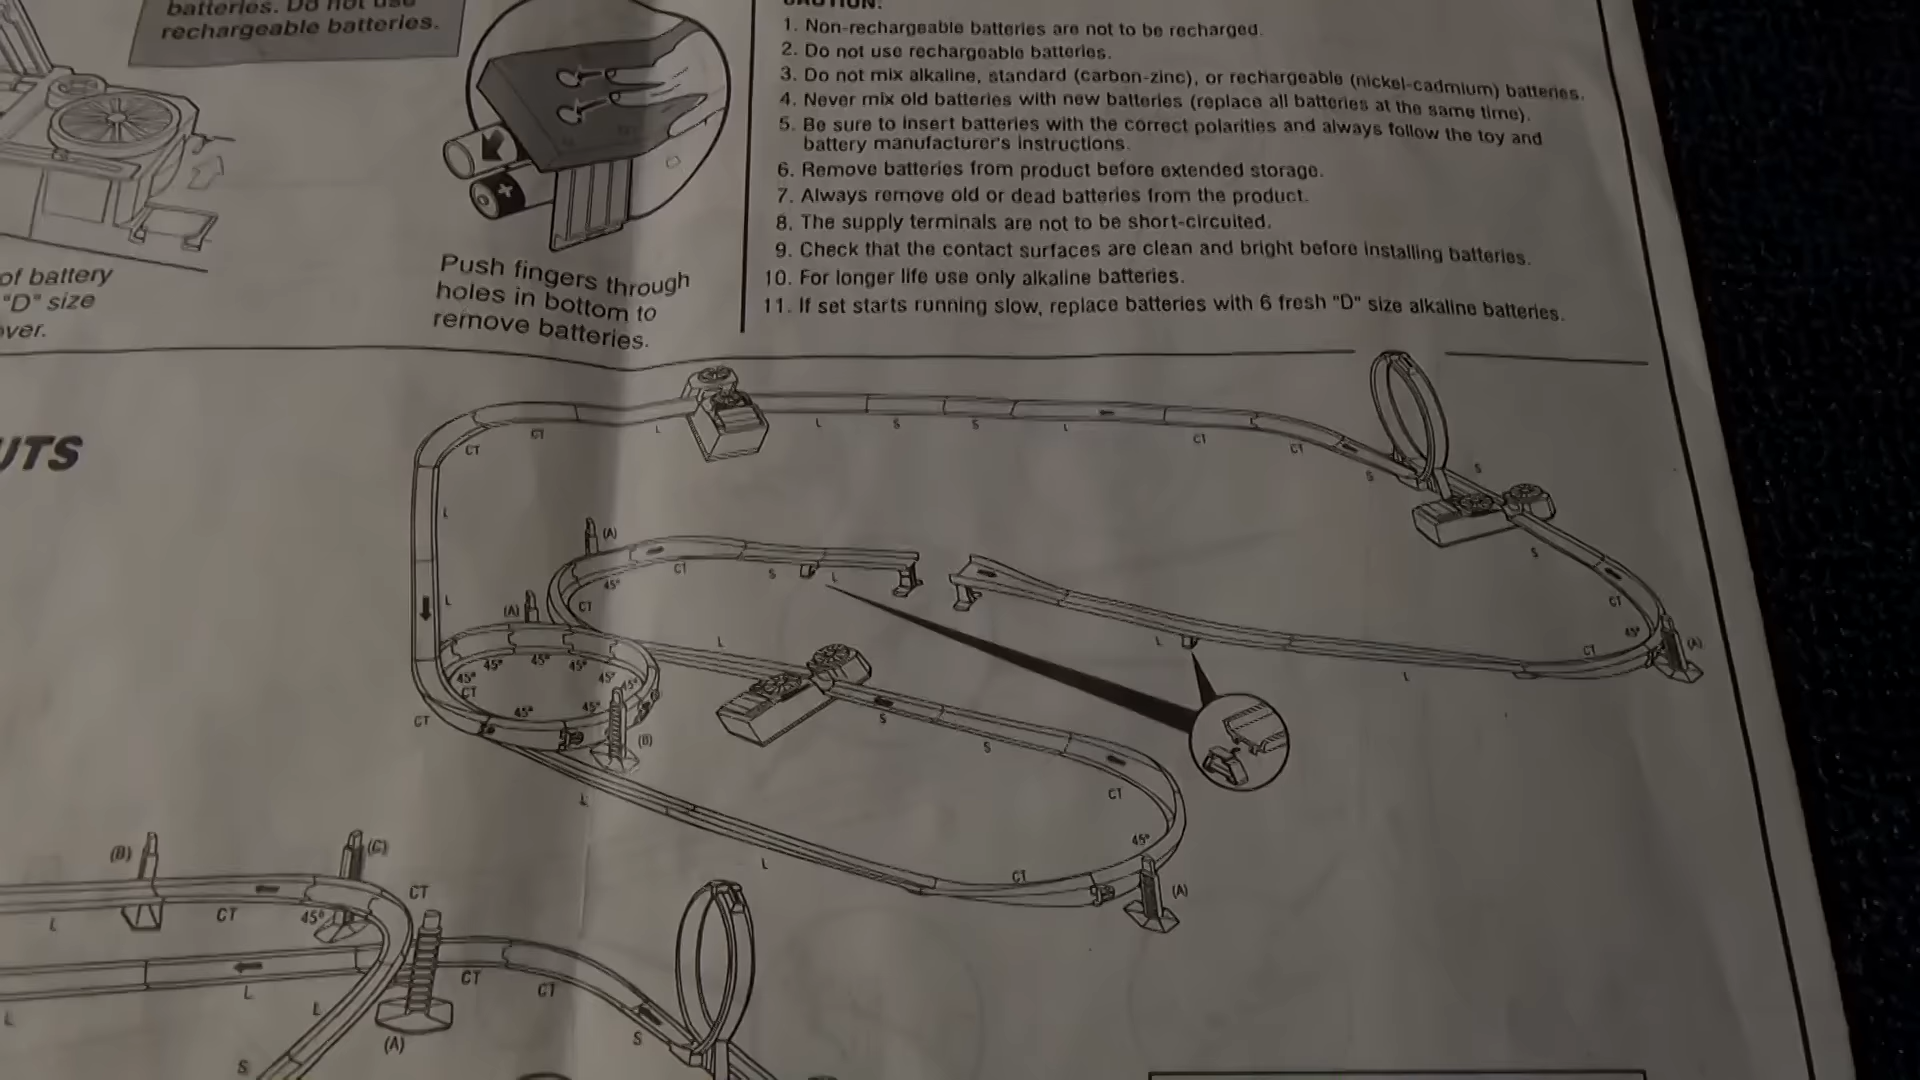 batteries. Do not use
rechargeable batteries.
of battery
"D" size
Push fingers through
holes in bottom to
remove batteries.
CAUTION:
1. Non-rechargeable batteries are not to be recharged.
2. Do not use rechargeable batteries.
3. Do not mix alkaline, standard (carbon-zinc), or rechargeable (nickel-cadmium) batteries.
4. Never mix old batteries with new batteries (replace all batteries at the same time).
5. Be sure to insert batteries with the correct polarities and always follow the toy and
battery manufacturer's instructions.
6. Remove batteries from product before extended storage.
7. Always remove old or dead batteries from the product.
8. The supply terminals are not to be short-circuited.
9. Check that the contact surfaces are clean and bright before installing batteries.
10. For longer life use only alkaline batteries.
11. If set starts running slow, replace batteries with 6 fresh "D" size alkaline batteries.
UTS
CT
CT
L
L
S
S
L
CT
CT
S
S
L
(A)
S
L
CT
45°
CT
S
L
(A)
CT
L
L
45°
CT
(A)
45°
45°
45°
45°
45°
45°
CT
45°
45°
CT
(B)
S
S
L
CT
45°
L
CT
(A)
(B)
(C)
CT
L
CT
45°
CT
CT
L
L
L
(A)
S
S